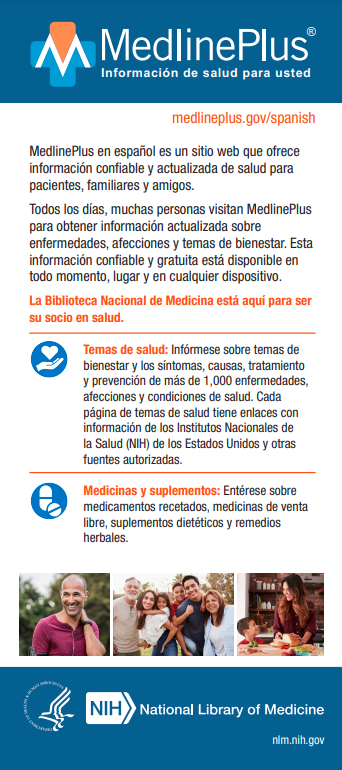 MedlinePlus®
Información de salud para usted
medlineplus.gov/spanish
MedlinePlus en español es un sitio web que ofrece
información confiable y actualizada de salud para
pacientes, familiares y amigos.
Todos los días, muchas personas visitan MedlinePlus
para obtener información actualizada sobre
enfermedades, afecciones y temas de bienestar. Esta
información confiable y gratuita está disponible en
todo momento, lugar y en cualquier dispositivo.
La Biblioteca Nacional de Medicina está aquí para ser
su socio en salud.
Temas de salud: Infórmese sobre temas de
bienestar y los síntomas, causas, tratamiento
y prevención de más de 1,000 enfermedades,
afecciones y condiciones de salud. Cada
página de temas de salud tiene enlaces con
información de los Institutos Nacionales de
la Salud (NIH) de los Estados Unidos y otras
fuentes autorizadas.
Medicinas y suplementos: Entérese sobre
medicamentos recetados, medicinas de venta
libre, suplementos dietéticos y remedios
herbales.
NIH National Library of Medicine
nlm.nih.gov